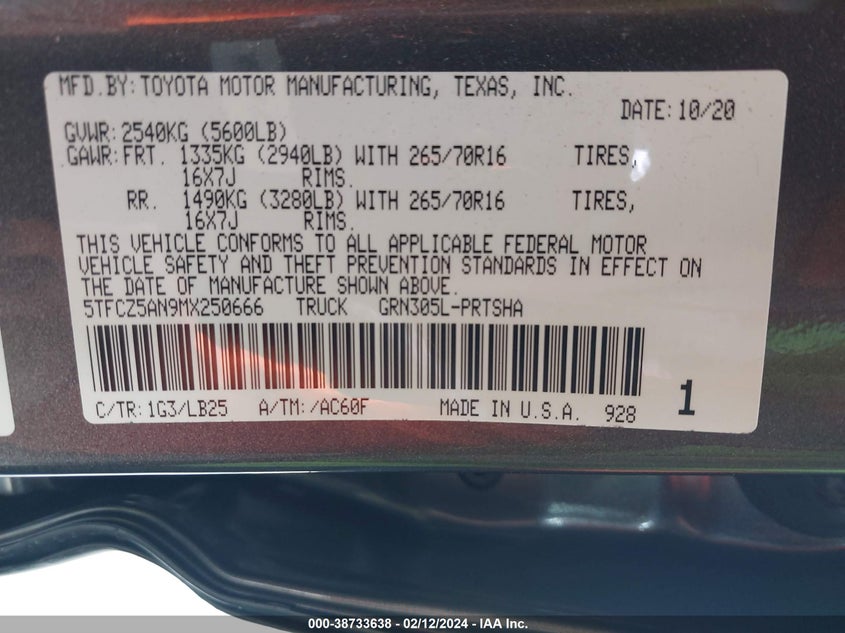 MFD.BY: TOYOTA MOTOR MANUFACTURING, TEXAS, INC.
DATE: 10/20
GVWR: 2540KG (5600LB)
GAWR: FRT. 1335KG (2940LB) WITH 265/70R16 TIRES,
16X7J RIMS.
RR. 1490KG (3280LB) WITH 265/70R16 TIRES,
16X7J RIMS.
THIS VEHICLE CONFORMS TO ALL APPLICABLE FEDERAL MOTOR
VEHICLE SAFETY AND THEFT PREVENTION STANDARDS IN EFFECT ON
THE DATE OF MANUFACTURE SHOWN ABOVE.
5TFCZ5AN9MX250666 TRUCK GRN305L-PRTSHA
C/TR: 1G3/LB25 A/TM: /AC60F MADE IN U.S.A. 928 1
000-38733638 - 02/12/2024 - IAA Inc.